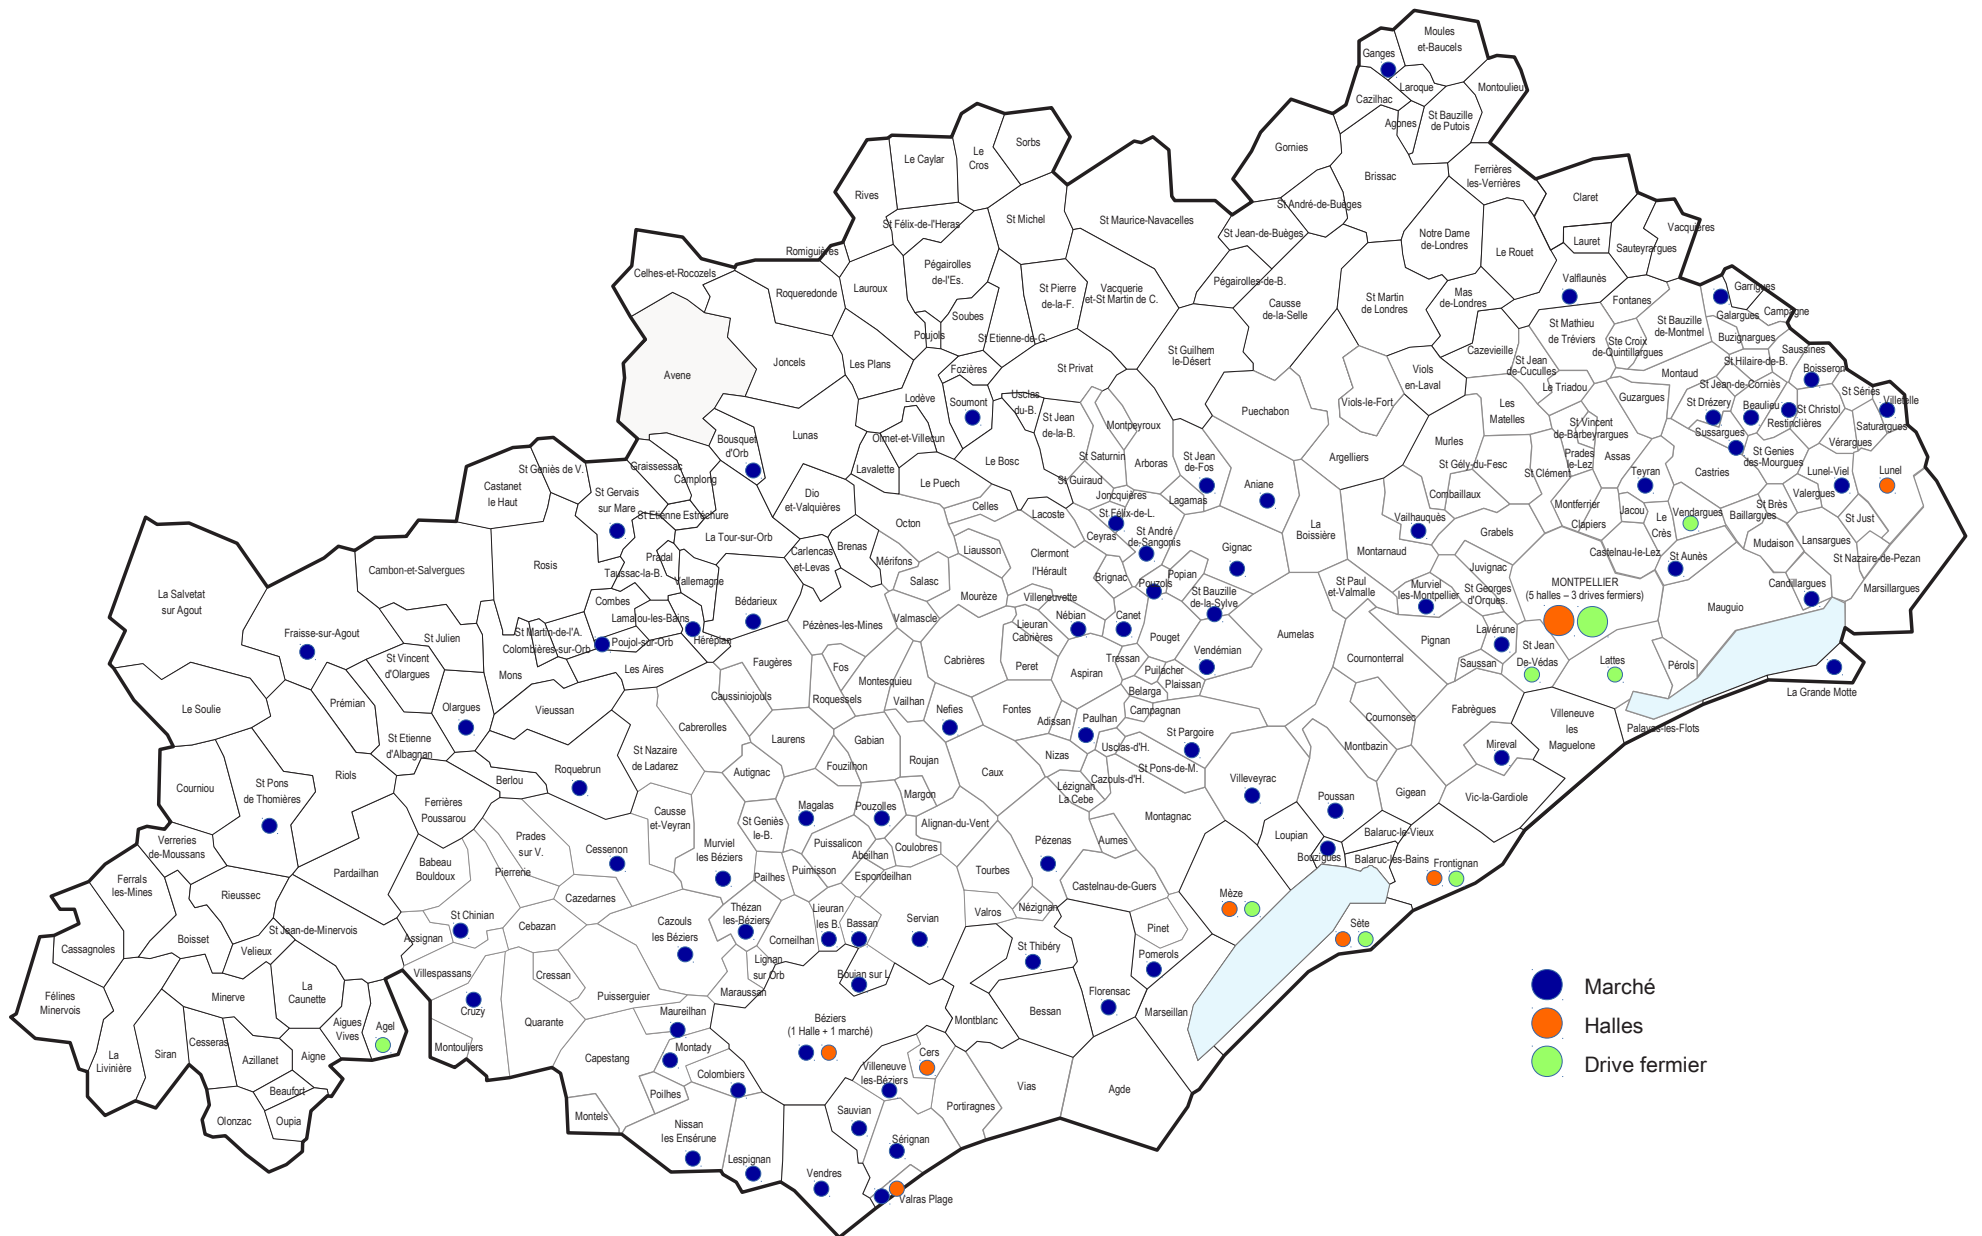 Moules
et-Baucels
Ganges
Laroque
Montoulieu
Cazilhac
Agones
St Bauzille
de Putois
Gornies
Brissac
Ferrières
les-Verrières
Sorbs
Le
Cros
Le Caylar
Rives
St Félix-de-l'Heras
St Michel
St Maurice-Navacelles
St André-de-Buèges
St Jean-de-Buèges
Claret
Lauret
Sauteyrargues
Vacquières
Notre Dame
de-Londres
Le Rouet
Valflaunès
Romiguières
Celhes-et-Rocozels
Roqueredonde
Lauroux
Pégairolles
de-l'Es.
St Pierre
de-la-F.
Vacquerie
et-St Martin de C.
Pégairolles-de-B.
Causse
de-la-Selle
St Martin
de Londres
Mas
de-Londres
Fontanes
Garrigues
Galargues
Campagne
Soubes
Poujols
St Etienne-de-G.
St Mathieu
de Tréviers
Ste Croix
de-Quintillargues
St Bauzille
de-Montmel
Buzignargues
Saussines
Cazevieille
St Jean
de-Cuculles
St Hilaire-de-B.
Boisseron
Avene
Joncels
Les Plans
Fozières
St Privat
St Guilhem
le-Désert
Viols
en-Laval
Viols-le-Fort
Le Triadou
Montaud
St Jean-de-Corniès
St Sériès
Villetelle
Lodève
Soumont
Usclas
du-B.
St Jean
de-la-B.
Montpeyroux
Puechabon
Les
Matelles
Guzargues
St Drézery
Beaulieu
St Christol
Restinclières
Saturargues
Sussargues
Vérargues
Bousquet
d'Orb
Lunas
Olmet-et-Villecun
Lavalette
Le Puech
Le Bosc
St Saturnin
Arboras
St Jean
de-Fos
Argelliers
Murles
St Vincent
de-Barbeyrargues
Prades
le-Lez
Assas
Teyran
Castries
St Genies
des-Mourgues
Lunel-Viel
Lunel
St Gély-du-Fesc
St Clément
Combaillaux
St Geniès de V.
Graissessac
Camplong
Castanet
le Haut
St Gervais
sur Mare
St Etienne Estréchure
Dio
et-Valquières
St Guiraud
Joncquières
Lagamas
Aniane
St Félix-de-L.
Celles
Lacoste
Octon
Ceyras
St André
de-Sangonis
La
Boissière
Vailhauquès
Grabels
Montferrier
Clapiers
Jacou
Le
Crès
Vendargues
St Brès
Baillargues
Valergues
St Just
Mudaison
Lansargues
St Nazaire-de-Pezan
Castelnau-le-Lez
St Aunès
Candillargues
Marsillargues
La Tour-sur-Orb
Carlencas
et-Levas
Brenas
Mérifons
Liausson
Clermont
l'Hérault
Salasc
Brignac
Gignac
Montarnaud
Juvignac
Cambon-et-Salvergues
Rosis
Pradal
Taussac-la-B.
Vallemagne
Bédarieux
Combes
Lamalou-les-Bains
La Salvetat
sur Agout
Popian
Pouzols
St Bauzille
de-la-Sylve
St Paul
et-Valmalle
Murviel
les-Montpellier
St Georges
d'Orques.
MONTPELLIER
(5 halles – 3 drives fermiers)
Mauguio
Mourèze
Villeneuvette
Valmascle
Lieuran
Cabrières
Nébian
Canet
Pouget
Aumelas
Pignan
Lavérune
Saussan
St Jean
De-Védas
Lattes
Pérols
La Grande Motte
Fraisse-sur-Agout
St Julien
St Vincent
d'Olargues
St Martin-de-l'A.
Colombières-sur-Orb
Poujol-sur-Orb
Hérépian
Pézènes-les-Mines
Mons
Les Aires
Faugères
Fos
Montesquieu
Cabrières
Peret
Aspiran
Tressan
Puilacher
Plaissan
Vendémian
Belarga
Campagnan
Cournonterral
Cournonsec
Fabrègues
Villeneuve
les
Maguelone
Palavas-les-Flots
Le Soulie
Prémian
Olargues
Vieussan
Caussiniojouls
Roquessels
Vailhan
Cabrerolles
Nefies
Fontes
Adissan
Paulhan
St Pargoire
Montbazin
Mireval
St Etienne
d'Albagnan
Riols
St Nazaire
de Ladarez
Laurens
Gabian
Usclas-d'H.
St Pons-de-M.
Cazouls-d'H.
Courniou
St Pons
de Thomières
Berlou
Roquebrun
Autignac
Fouzilhon
Roujan
Caux
Nizas
Lézignan
La Cebe
Villeveyrac
Poussan
Gigean
Vic-la-Gardiole
Ferrières
Poussarou
Causse
et-Veyran
St Geniès
le-B.
Magalas
Pouzolles
Margon
Alignan-du-Vent
Montagnac
Loupian
Balaruc-le-Vieux
Verreries
de-Moussans
Pardailhan
Babeau
Bouldoux
Prades
sur V.
Pierrerue
Cessenon
Murviel
les Béziers
Pailhes
Puissalicon
Puimisson
Abeilhan
Coulobres
Espondeilhan
Pézenas
Aumes
Bouzigues
Balaruc-les-Bains
Frontignan
Ferrals
les-Mines
Rieussec
Cazedarnes
Tourbes
Castelnau-de-Guers
Mèze
Sète
Thézan
les-Béziers
Lieuran
les B.
Bassan
Servian
Valros
Nézignan
Pinet
St Chinian
Assignan
Cebazan
Cazouls
les Béziers
Corneilhan
Cassagnoles
Boisset
St Jean-de-Minervois
Velieux
Lignan
sur Orb
St Thibéry
Pomerols
Villespassans
Cressan
Boujan sur L
Félines
Minervois
Minerve
La
Caunette
Cruzy
Puisserguier
Maraussan
Florensac
Marseillan
Marché
Halles
Drive fermier
Aigues
Vives
Agel
Quarante
Maureilhan
Béziers
(1 Halle + 1 marché)
Montblanc
Bessan
Cesseras
La
Livinière
Siran
Azillanet
Aigne
Montouliers
Capestang
Montady
Colombiers
Villeneuve
les-Béziers
Cers
Vias
Agde
Beaufort
Poilhes
Portiragnes
Olonzac
Oupia
Montels
Nissan
les Ensérune
Sauvian
Sérignan
Lespignan
Vendres
Valras Plage